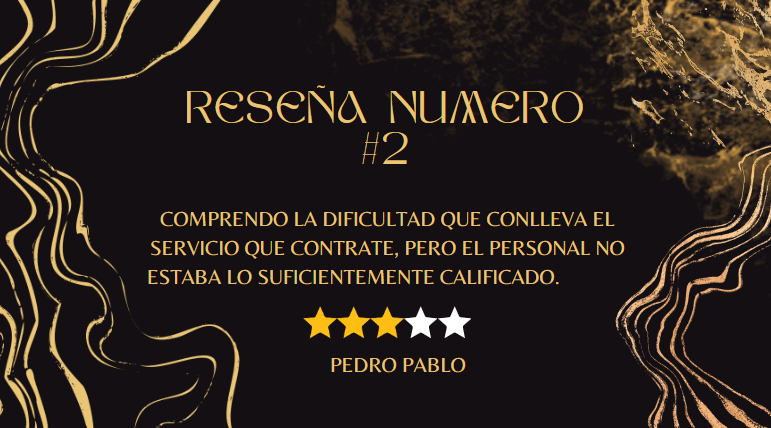 RESEÑA NUMERO
#2
COMPRENDO LA DIFICULTAD QUE CONLLEVA EL
SERVICIO QUE CONTRATE, PERO EL PERSONAL NO
ESTABA LO SUFICIENTEMENTE CALIFICADO.
PEDRO PABLO